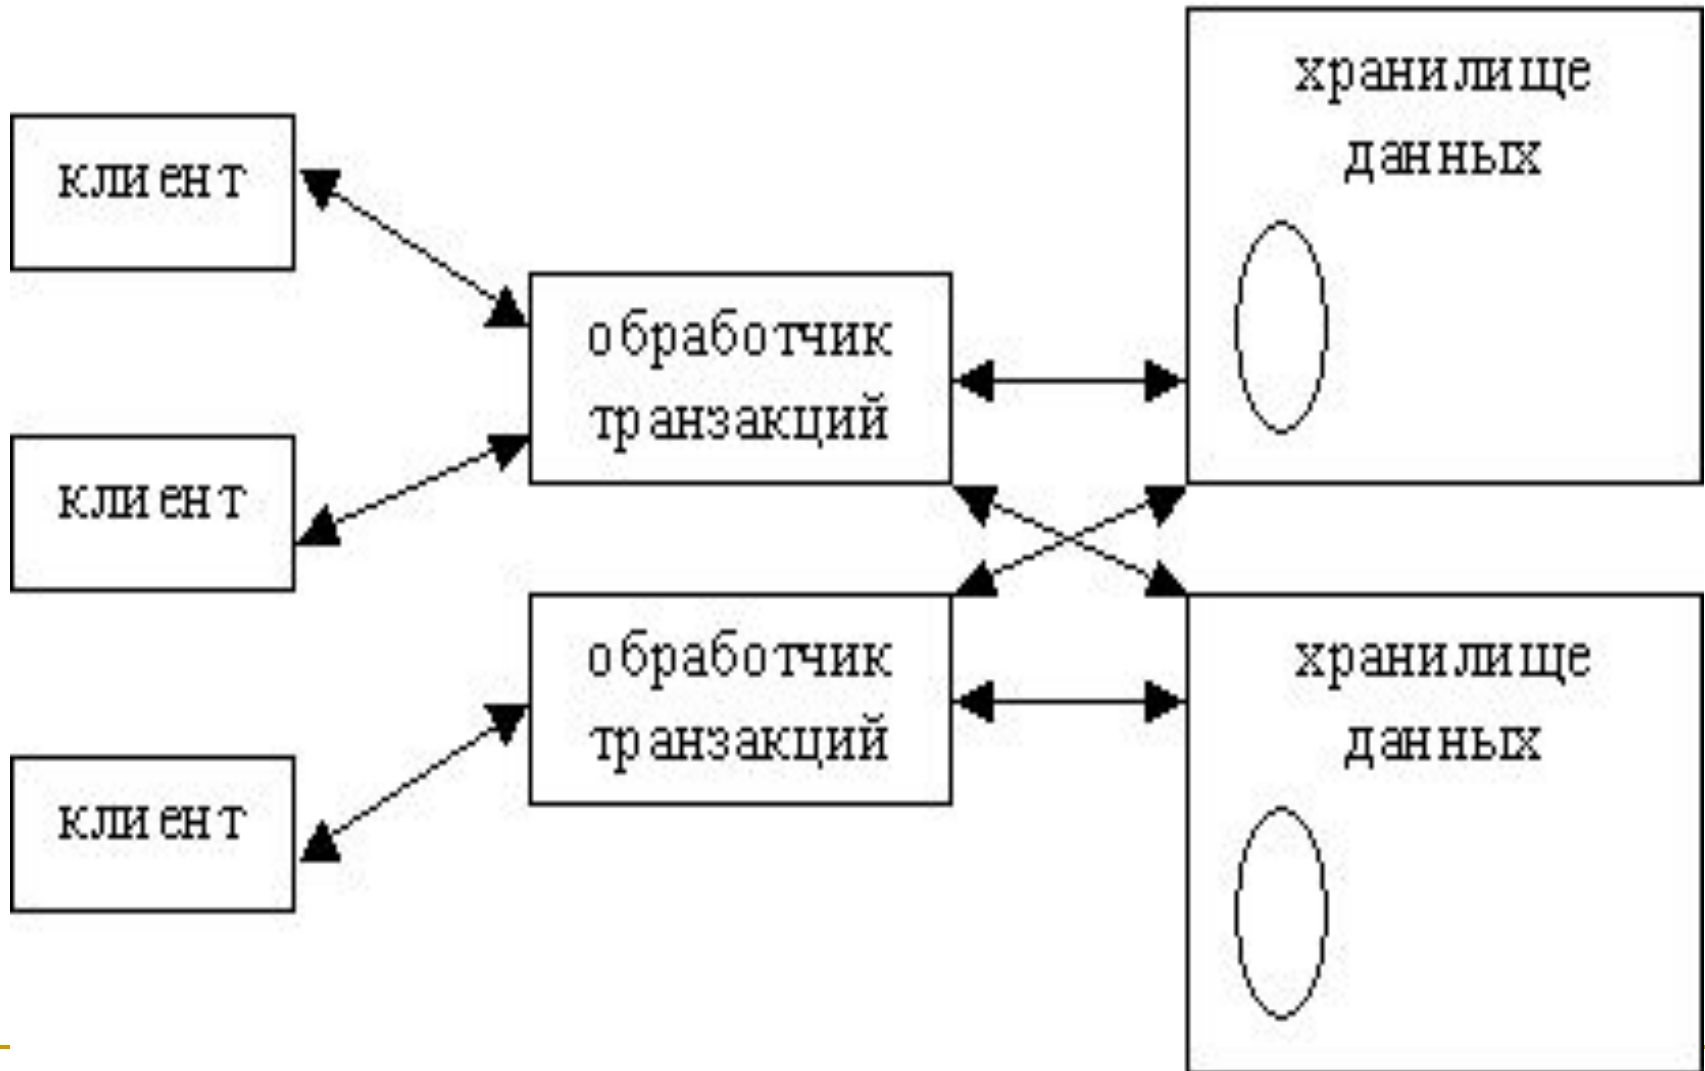 клиент
клиент
клиент
обработчик
транзакций
обработчик
транзакций
хранилище
данных
хранилище
данных